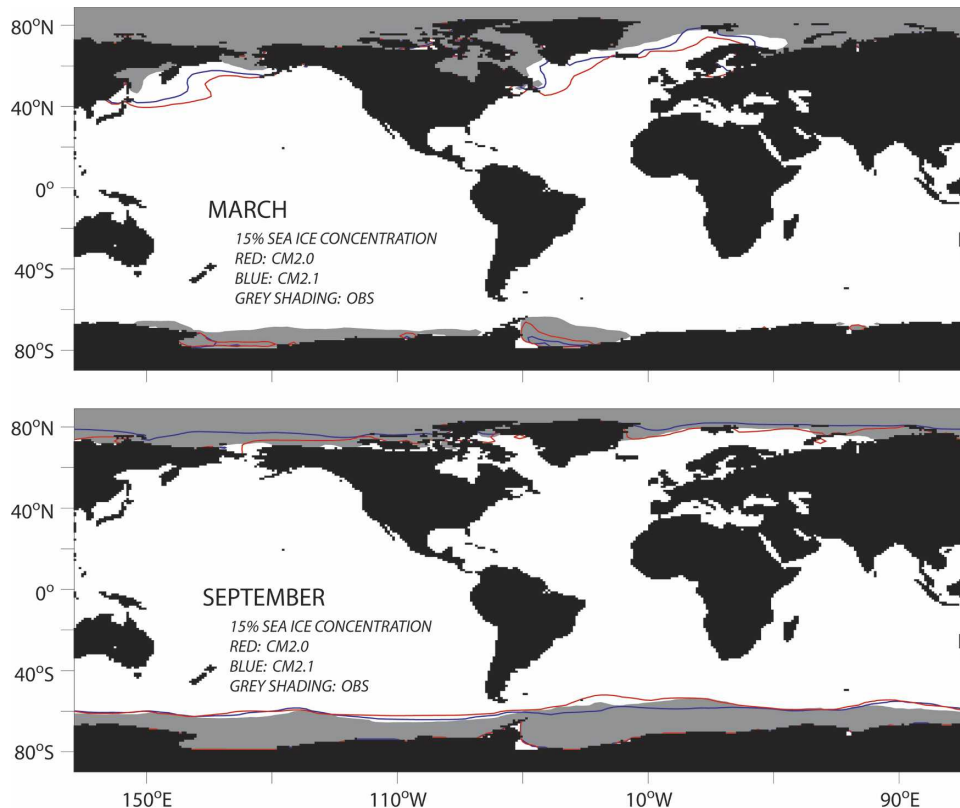 80°N
40°N
0°
40°S
80°S
MARCH
15% SEA ICE CONCENTRATION
RED: CM2.0
BLUE: CM2.1
GREY SHADING: OBS
80°N
40°N
0°
40°S
80°S
SEPTEMBER
15% SEA ICE CONCENTRATION
RED: CM2.0
BLUE: CM2.1
GREY SHADING: OBS
150°E
110°W
10°W
90°E